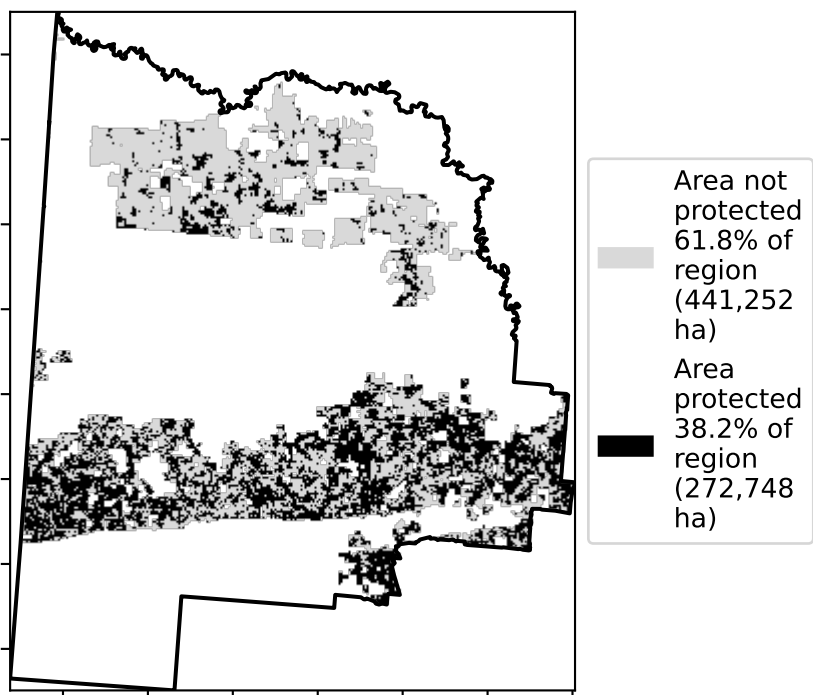 Area not
protected
61.8% of
region
(441,252
ha)
Area
protected
38.2% of
region
(272,748
ha)